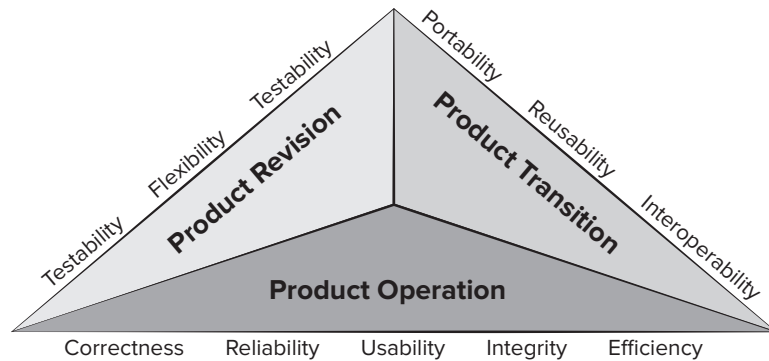 Testability
Flexibility
Testability
Product Revision
Portability
Reusability
Interoperability
Product Transition
Product Operation
Correctness Reliability Usability Integrity Efficiency